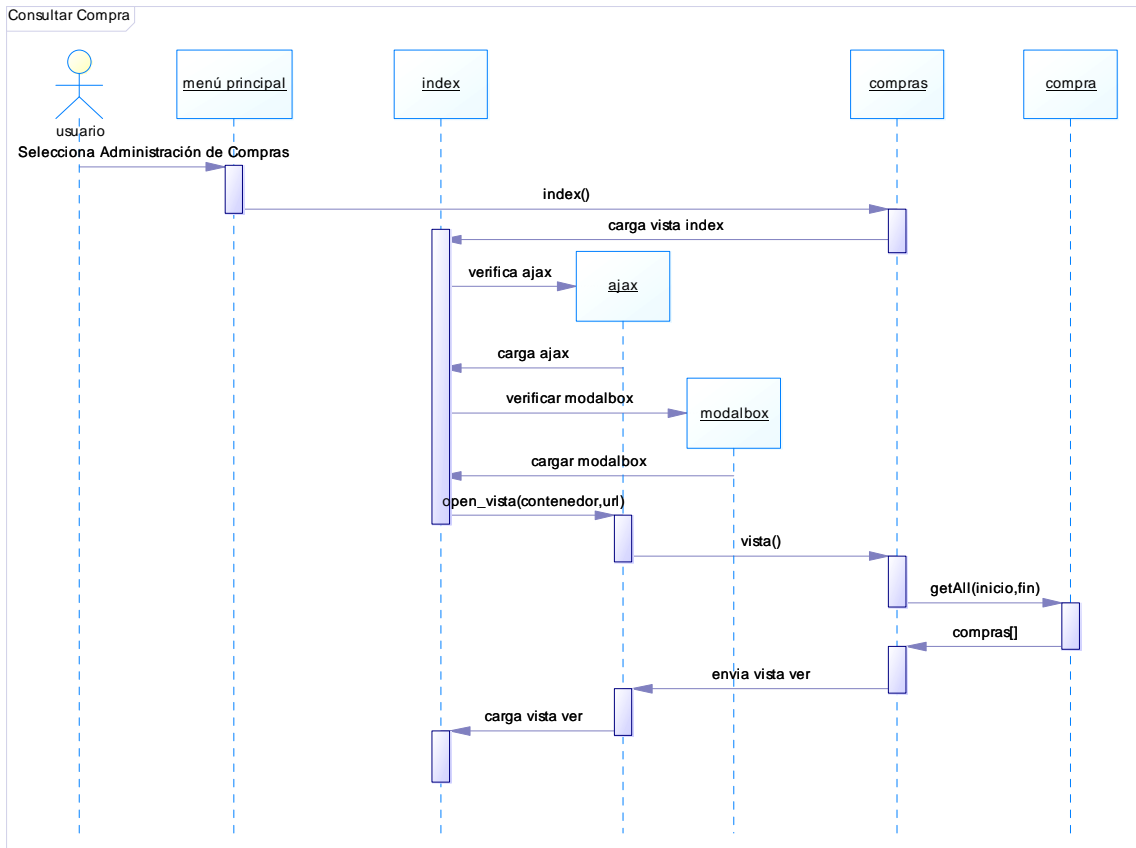 Consultar Compra
menú principal
index
compras
compra
usuario
Selecciona Administración de Compras
index()
carga vista index
verifica ajax
ajax
carga ajax
verificar modalbox
modalbox
cargar modalbox
open_vista(contenedor,url)
vista()
getAll(inicio,fin)
compras[]
envia vista ver
carga vista ver